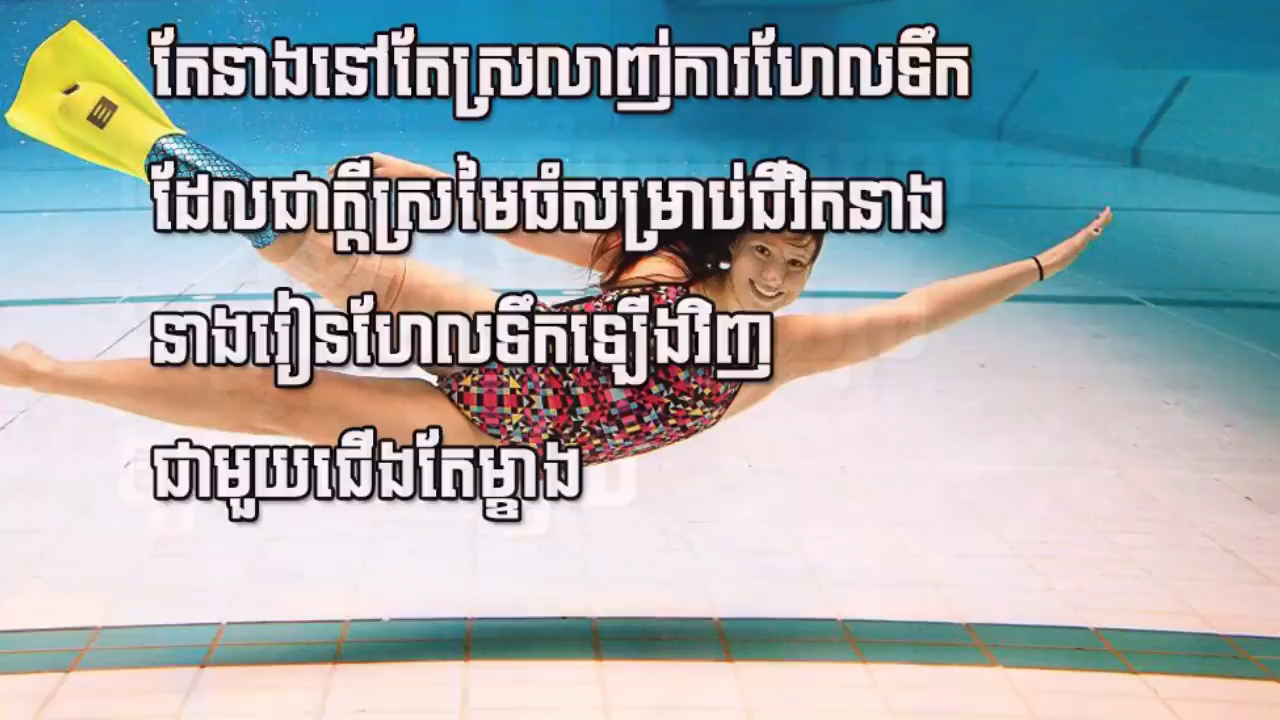 តែនាងនៅតែស្រលាញ់ការហែលទឹក
ដែលជាក្ដីស្រមៃធំសម្រាប់ជីវិតនាង
នាងរៀនហែលទឹកឡើងវិញ
ជាមួយជើងតែម្ខាង